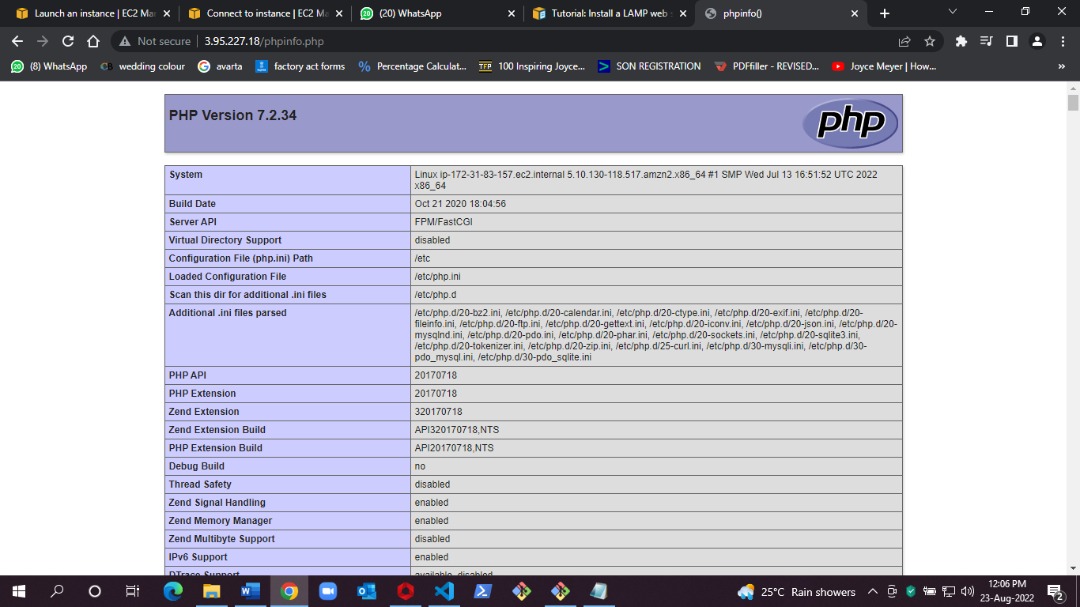 Launch an instance | EC2 Ma
Connect to instance | EC2 Ma
(20) WhatsApp
Tutorial: Install a LAMP web s
phpinfo()
Not secure | 3.95.227.18/phpinfo.php
(8) WhatsApp
wedding colour
avarta
factory act forms
Percentage Calculat...
100 Inspiring Joyce...
SON REGISTRATION
PDFfiller - REVISED...
Joyce Meyer | How...
»
PHP Version 7.2.34
php
System
Linux ip-172-31-83-157.ec2.internal 5.10.130-118.517.amzn2.x86_64 #1 SMP Wed Jul 13 16:51:52 UTC 2022
x86_64
Build Date
Oct 21 2020 18:04:56
Server API
FPM/FastCGI
Virtual Directory Support
disabled
Configuration File (php.ini) Path
/etc
Loaded Configuration File
/etc/php.ini
Scan this dir for additional .ini files
/etc/php.d
Additional .ini files parsed
/etc/php.d/20-bz2.ini, /etc/php.d/20-calendar.ini, /etc/php.d/20-ctype.ini, /etc/php.d/20-exif.ini, /etc/php.d/20-
fileinfo.ini, /etc/php.d/20-ftp.ini, /etc/php.d/20-gettext.ini, /etc/php.d/20-iconv.ini, /etc/php.d/20-json.ini, /etc/php.d/20-
mysqlnd.ini, /etc/php.d/20-pdo.ini, /etc/php.d/20-phar.ini, /etc/php.d/20-sockets.ini, /etc/php.d/20-sqlite3.ini,
/etc/php.d/20-tokenizer.ini, /etc/php.d/20-zip.ini, /etc/php.d/25-curl.ini, /etc/php.d/30-mysqli.ini, /etc/php.d/30-
pdo_mysql.ini, /etc/php.d/30-pdo_sqlite.ini
PHP API
20170718
PHP Extension
20170718
Zend Extension
320170718
Zend Extension Build
API320170718,NTS
PHP Extension Build
API20170718,NTS
Debug Build
no
Thread Safety
disabled
Zend Signal Handling
enabled
Zend Memory Manager
enabled
Zend Multibyte Support
disabled
IPv6 Support
enabled
DTrace Support
available, disabled
25°C Rain showers
12:06 PM
23-Aug-2022
2